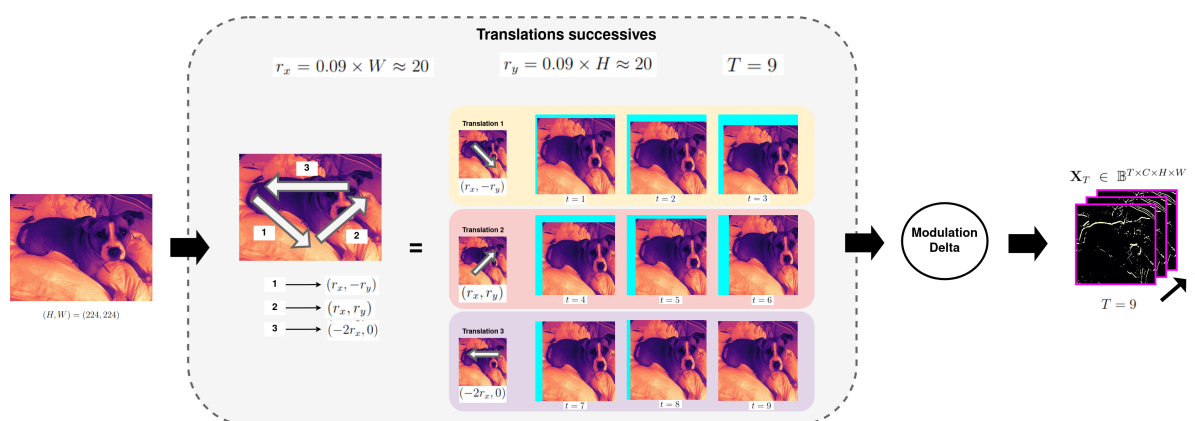 Translations successives
r_x = 0.09 × W ≈ 20
r_y = 0.09 × H ≈ 20
T = 9
(H, W) = (224, 224)
3
1
2
1 → (r_x, −r_y)
2 → (r_x, r_y)
3 → (−2r_x, 0)
=
Translation 1
(r_x, −r_y)
t = 1
t = 2
t = 3
Translation 2
(r_x, r_y)
t = 4
t = 5
t = 6
Translation 3
(−2r_x, 0)
t = 7
t = 8
t = 9
Modulation
Delta
X_T ∈ 𝔹^{T×C×H×W}
T = 9